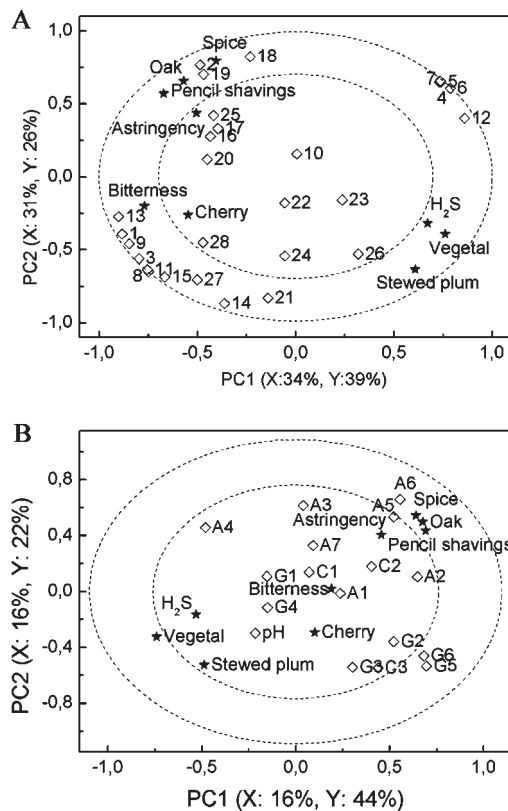 A
1,0
0,5
0,0
-0,5
-1,0
PC2 (X: 31%, Y: 26%)
Spice
18
Oak
2
19
Pencil shavings
7
5
4
6
12
Astringency
25
17
16
20
10
Bitterness
13
Cherry
22
23
H₂S
1
9
Vegetal
28
3
24
26
8
11
15
27
Stewed plum
14
21
-1,0
-0,5
0,0
0,5
1,0
PC1 (X:34%, Y:39%)
B
0,8
0,4
0,0
-0,4
-0,8
PC2 (X: 16%, Y: 22%)
A6
A3
A5
Spice
Astringency
Oak
A4
Pencil shavings
A7
G1
C1
C2
A2
Bitterness
A1
H₂S
G4
Vegetal
pH
Cherry
G2
Stewed plum
G3
C3
G6
G5
-1,0
-0,5
0,0
0,5
1,0
PC1 (X: 16%, Y: 44%)